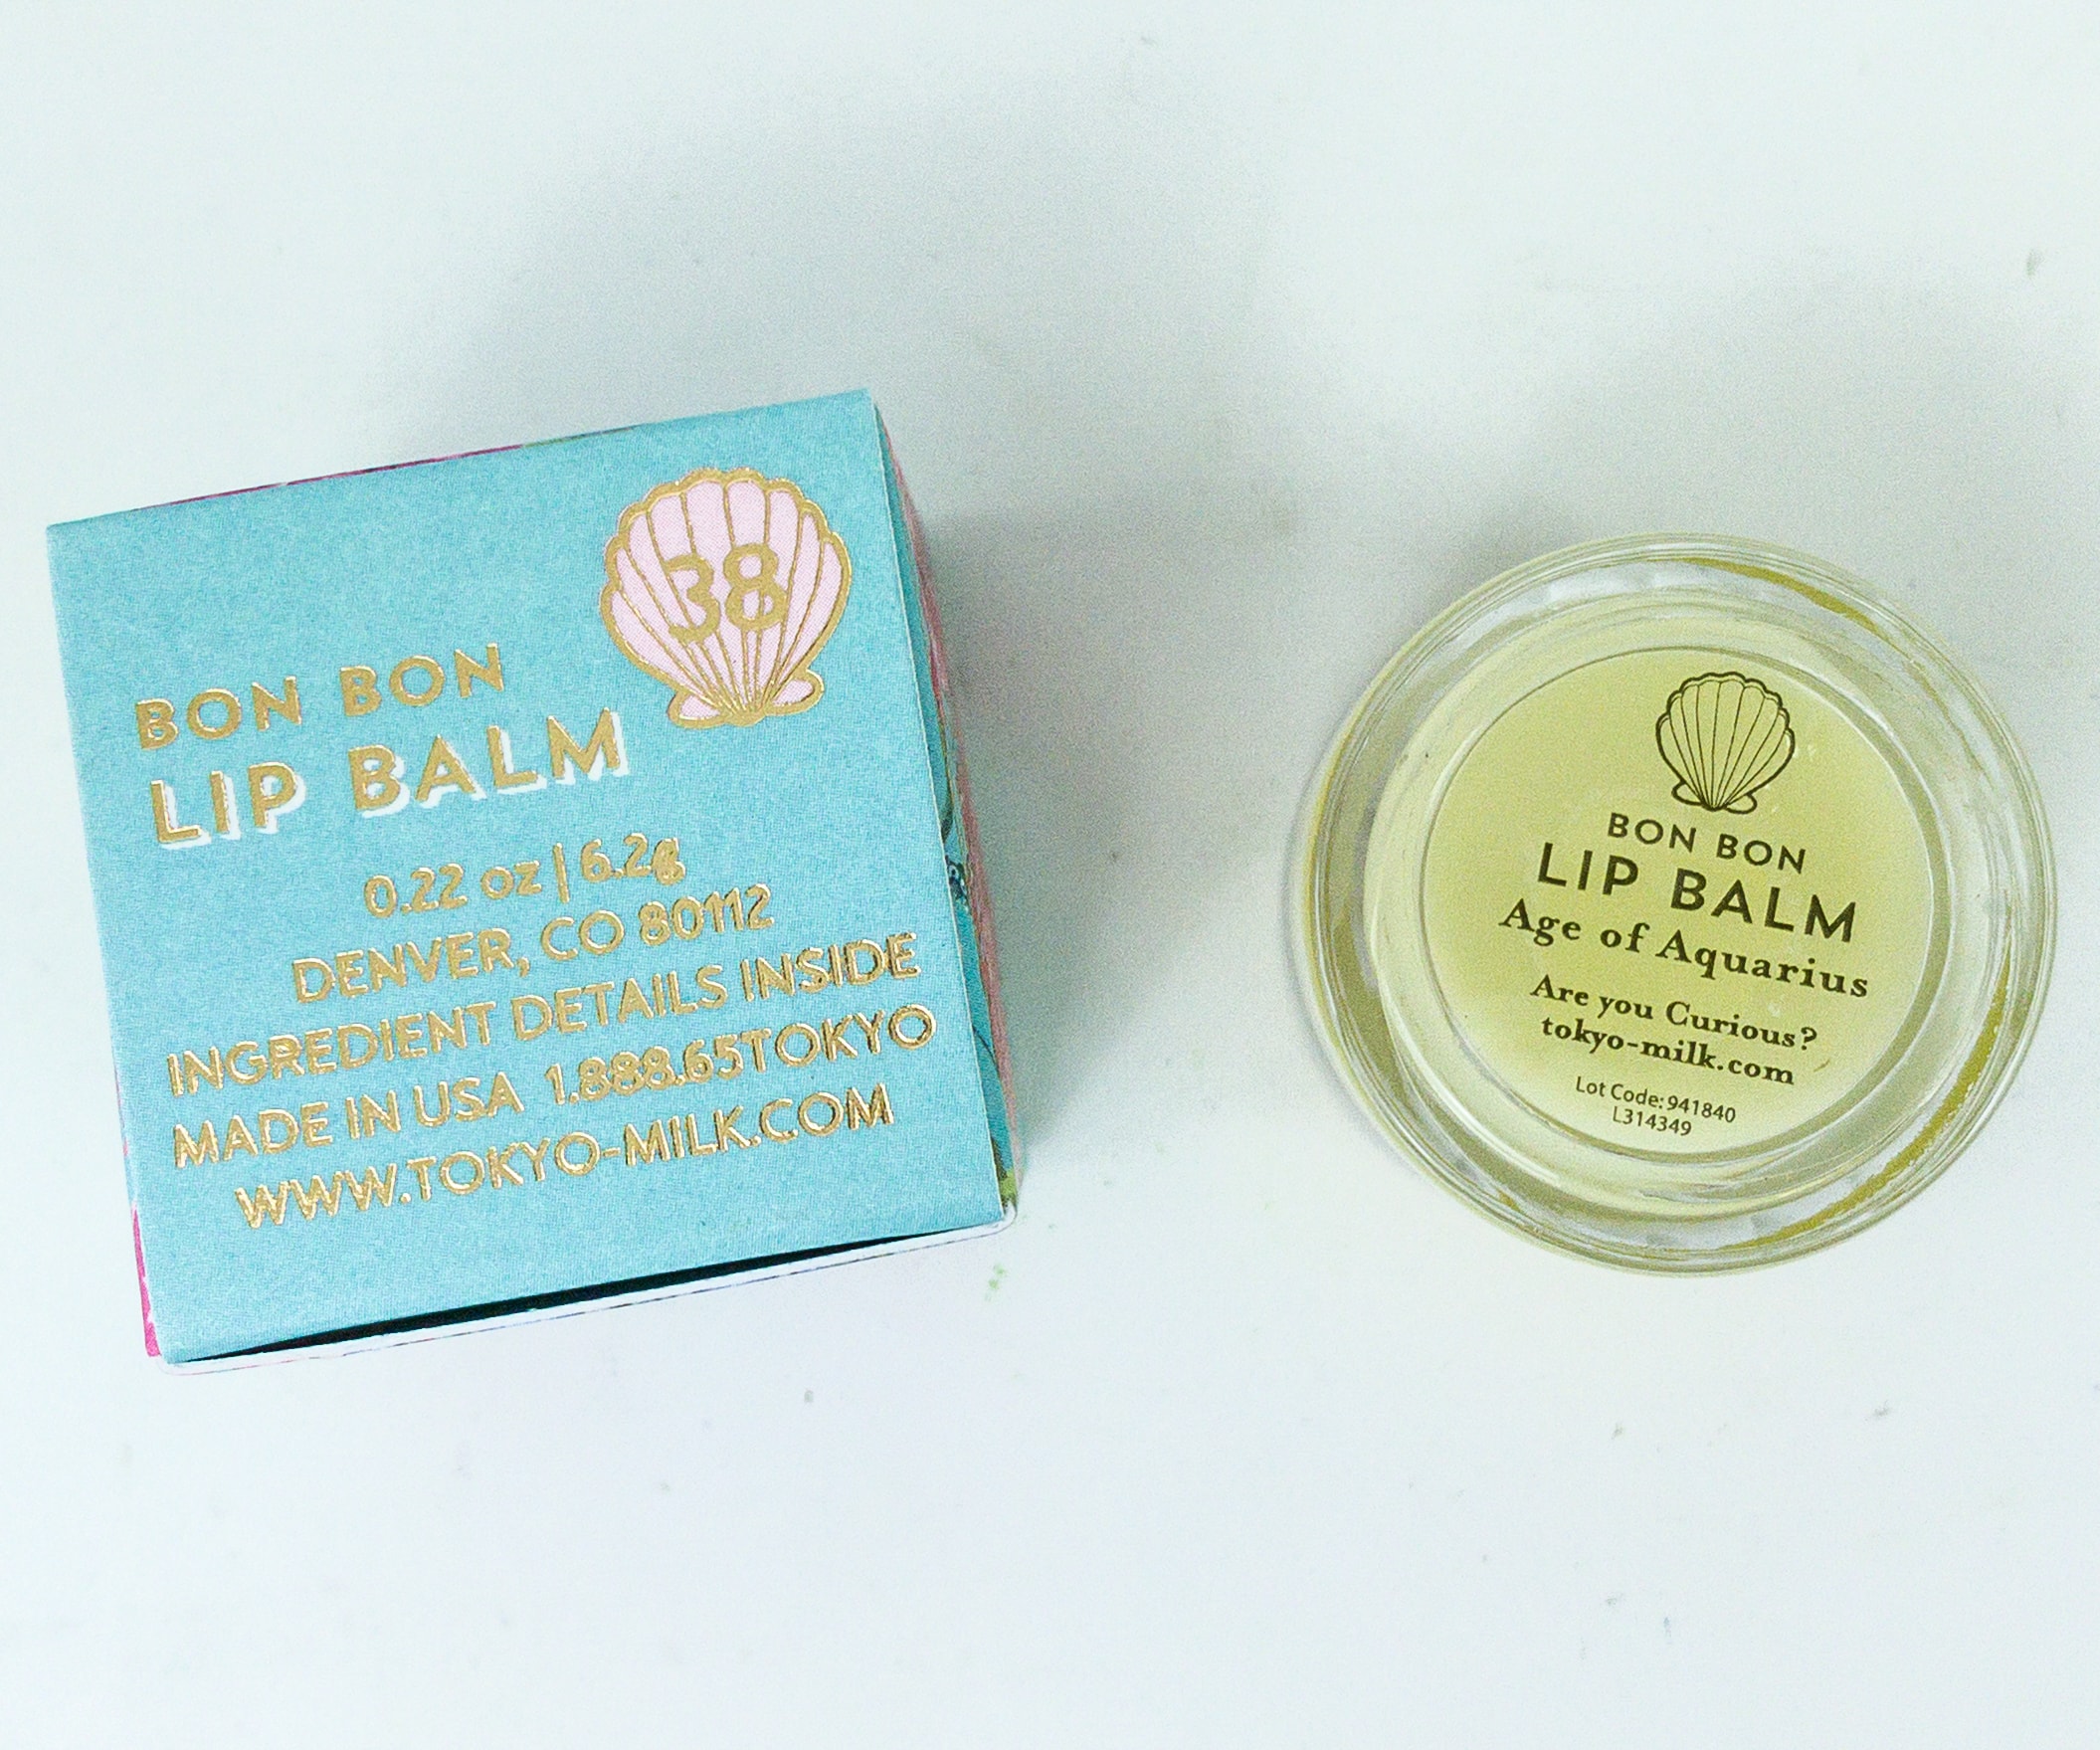 38
BON BON
LIP BALM
0.22 oz | 6.2g
DENVER, CO 80112
INGREDIENT DETAILS INSIDE
MADE IN USA 1.888.65TOKYO
WWW.TOKYO-MILK.COM
BON BON
LIP BALM
Age of Aquarius
Are you Curious?
tokyo-milk.com
Lot Code: 941840
L314349